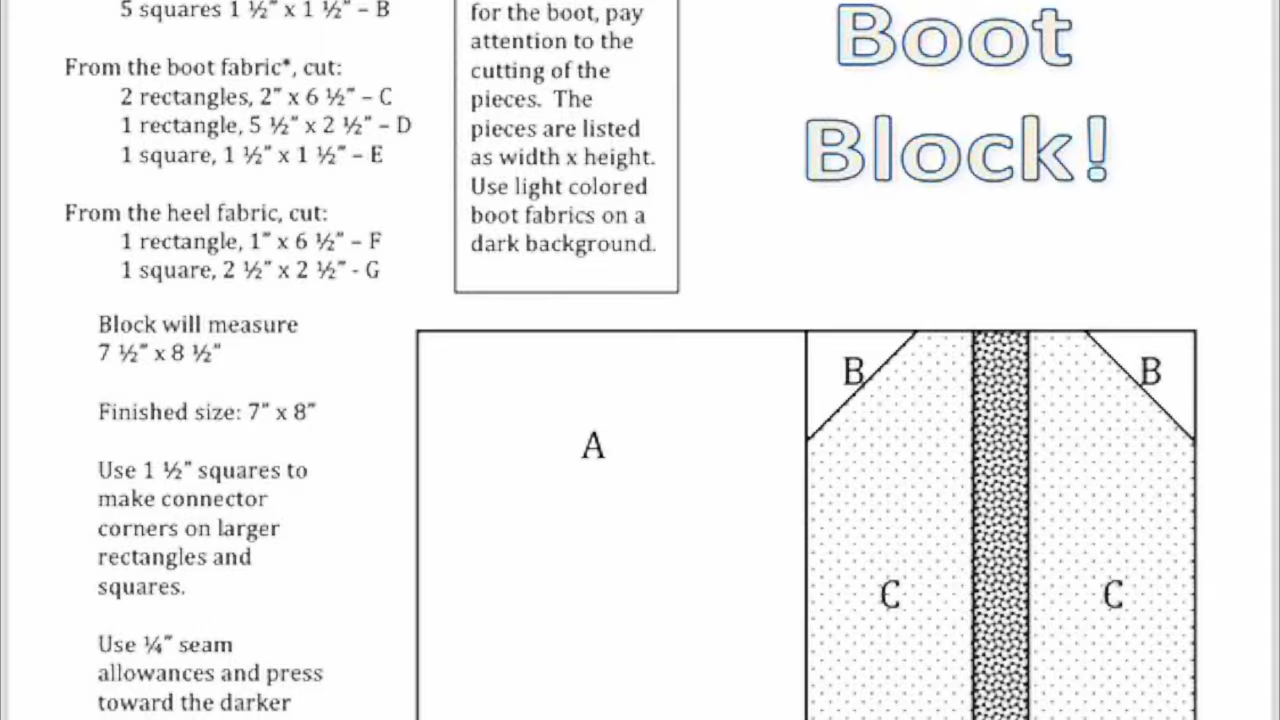 5 squares 1 ½” x 1 ½” – B
From the boot fabric*, cut:
2 rectangles, 2” x 6 ½” – C
1 rectangle, 5 ½” x 2 ½” – D
1 square, 1 ½” x 1 ½” – E
From the heel fabric, cut:
1 rectangle, 1” x 6 ½” – F
1 square, 2 ½” x 2 ½” - G
Block will measure
7 ½” x 8 ½”
Finished size: 7” x 8”
Use 1 ½” squares to
make connector
corners on larger
rectangles and
squares.
Use ¼” seam
allowances and press
toward the darker
for the boot, pay
attention to the
cutting of the
pieces. The
pieces are listed
as width x height.
Use light colored
boot fabrics on a
dark background.
Boot
Block!
B
B
A
C
C